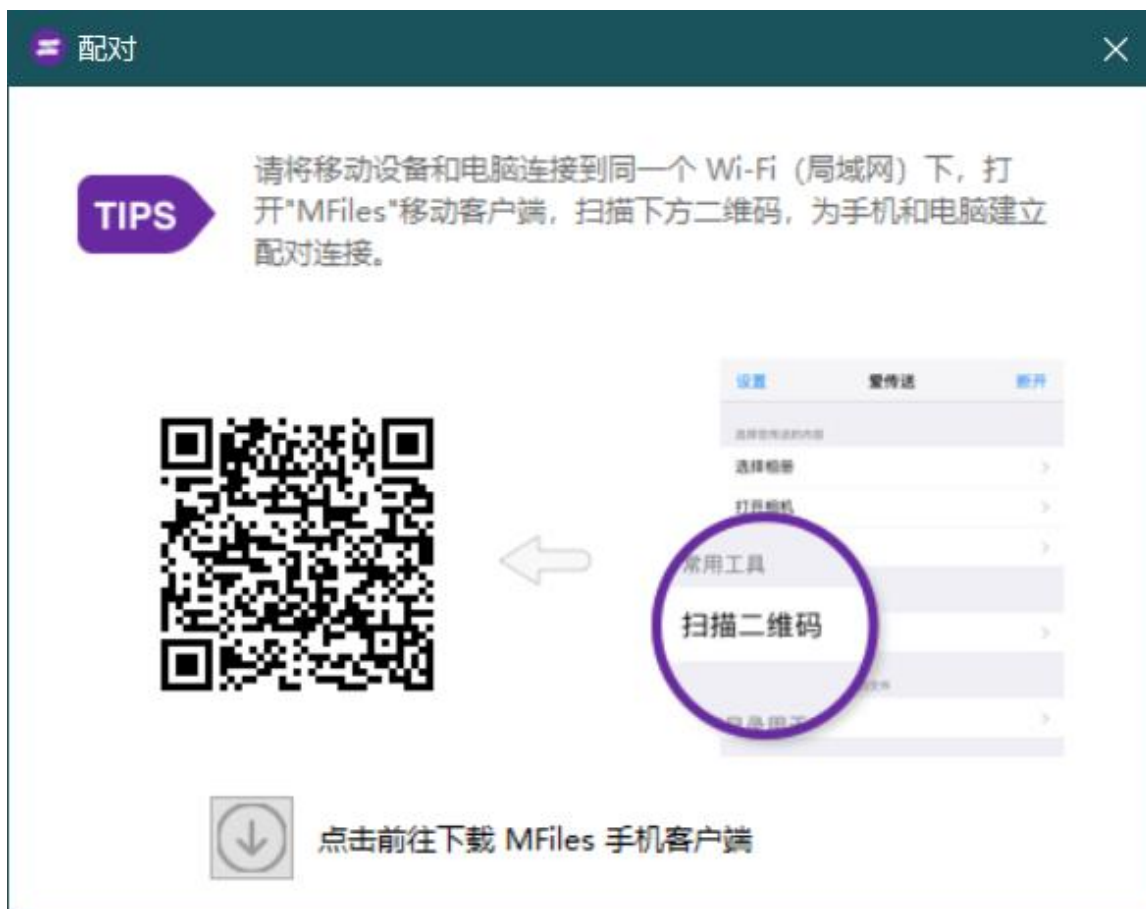 配对
TIPS
请将移动设备和电脑连接到同一个 Wi-Fi（局域网）下，打
开"MFiles"移动客户端，扫描下方二维码，为手机和电脑建立
配对连接。
设置
爱传送
断开
选择相册
打开相机
常用工具
扫描二维码
点击前往下载 MFiles 手机客户端